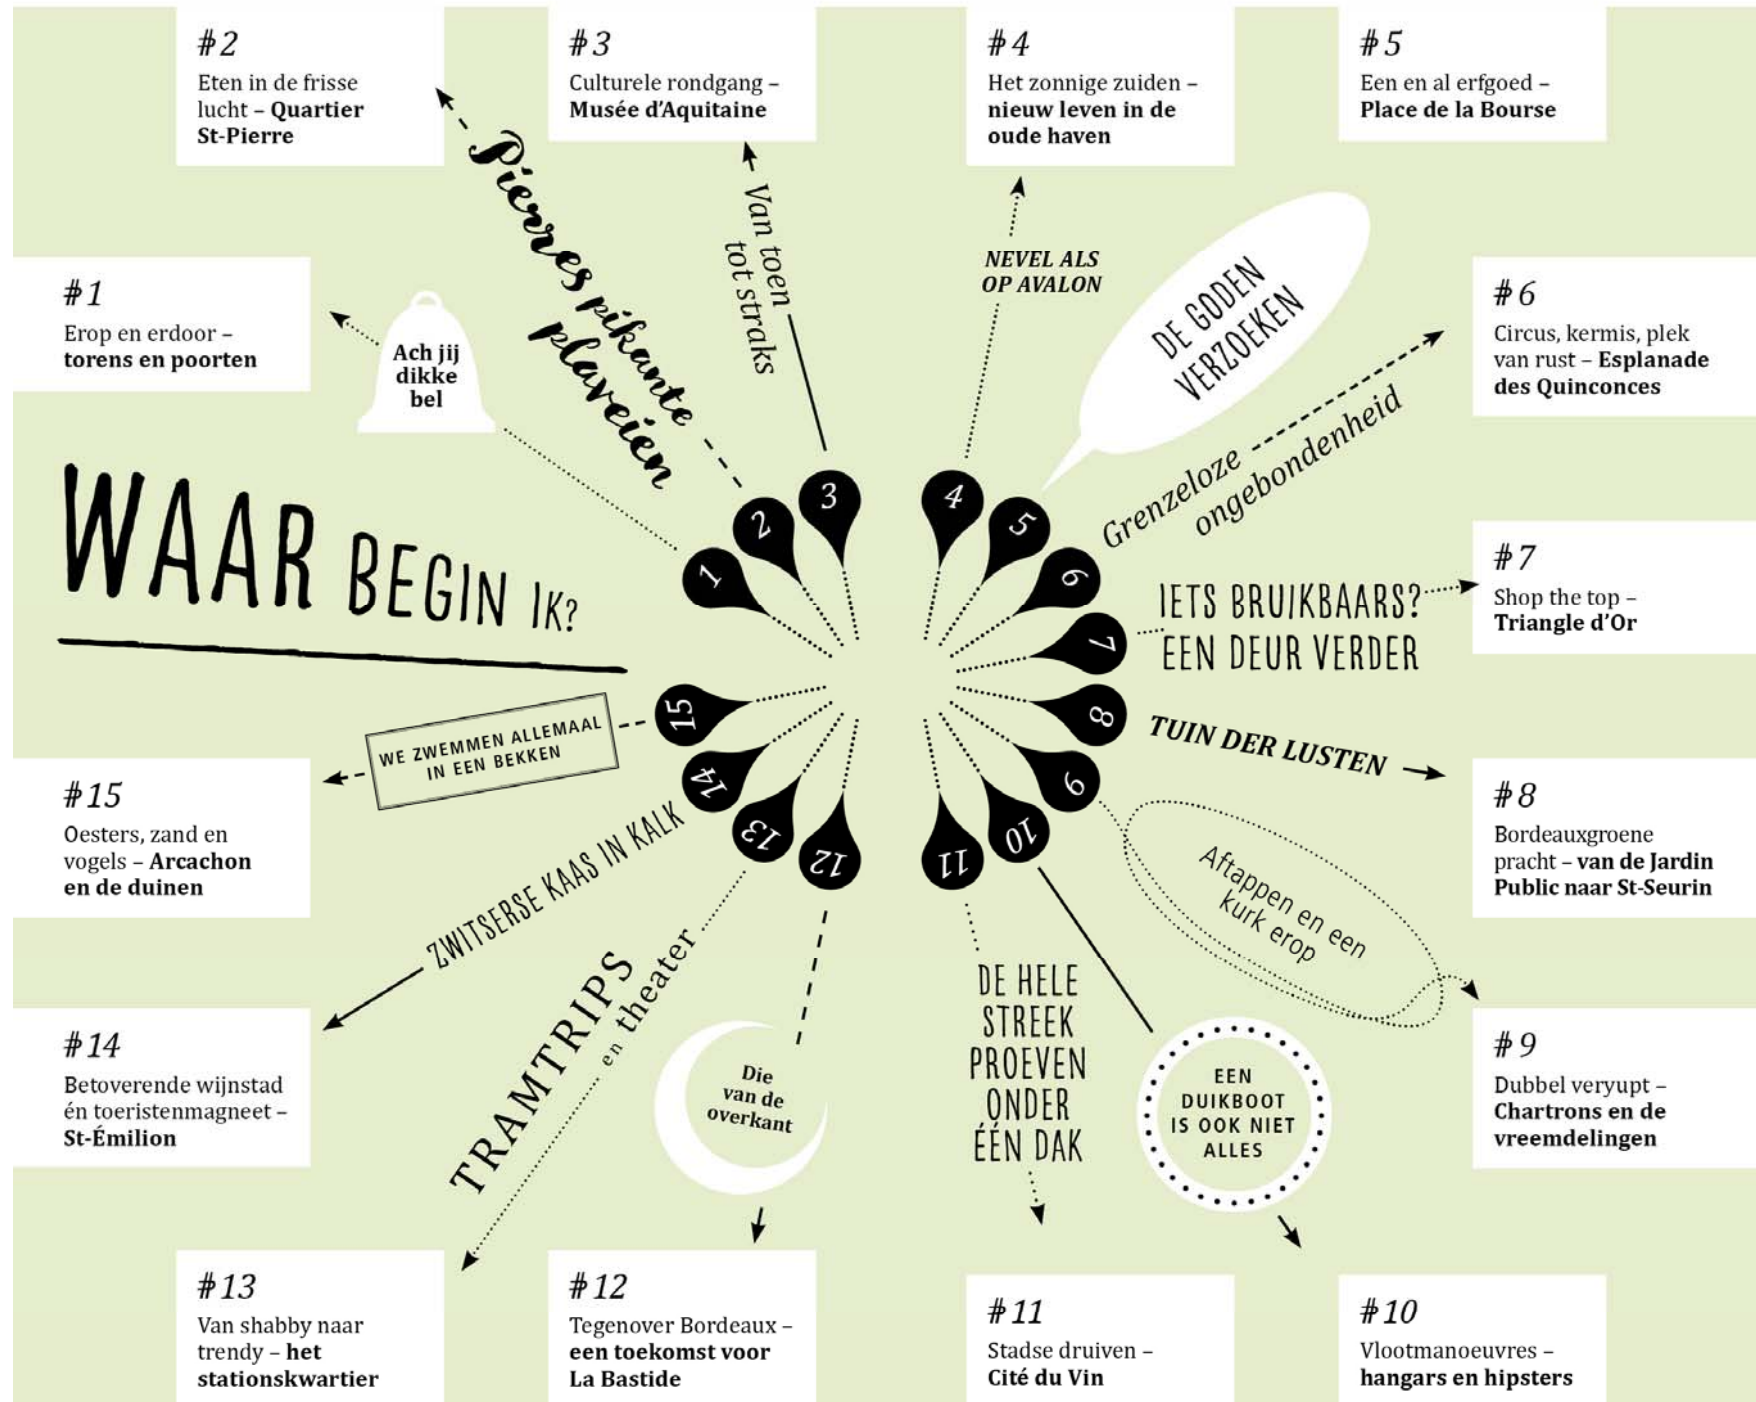 #2
Eten in de frisse
lucht – Quartier
St-Pierre
#3
Culturele rondgang –
Musée d'Aquitaine
#4
Het zonnige zuiden –
nieuw leven in de
oude haven
#5
Een en al erfgoed –
Place de la Bourse
#1
Erop en erdoor –
torens en poorten
Ach jij
dikke
bel
Pierres pikante
plaveien
Van toen
tot straks
NEVEL ALS
OP AVALON
DE GODEN
VERZOEKEN
Grenzeloze
ongebondenheid
#6
Circus, kermis, plek
van rust – Esplanade
des Quinconces
WAAR BEGIN IK?
1
2
3
4
5
6
7
8
9
10
11
12
13
14
15
IETS BRUIKBAARS?
EEN DEUR VERDER
#7
Shop the top –
Triangle d'Or
WE ZWEMMEN ALLEMAAL
IN EEN BEKKEN
TUIN DER LUSTEN
#15
Oesters, zand en
vogels – Arcachon
en de duinen
#8
Bordeauxgroene
pracht – van de Jardin
Public naar St-Seurin
ZWITSERSE KAAS IN KALK
TRAMTRIPS
en theater
Die
van de
overkant
DE HELE
STREEK
PROEVEN
ONDER
ÉÉN DAK
EEN
DUIKBOOT
IS OOK NIET
ALLES
Aftappen en een
kurk erop
#14
Betoverende wijnstad
én toeristenmagneet –
St-Émilion
#9
Dubbel veryupt –
Chartrons en de
vreemdelingen
#13
Van shabby naar
trendy – het
stationskwartier
#12
Tegenover Bordeaux –
een toekomst voor
La Bastide
#11
Stadse druiven –
Cité du Vin
#10
Vlootmanoeuvres –
hangars en hipsters